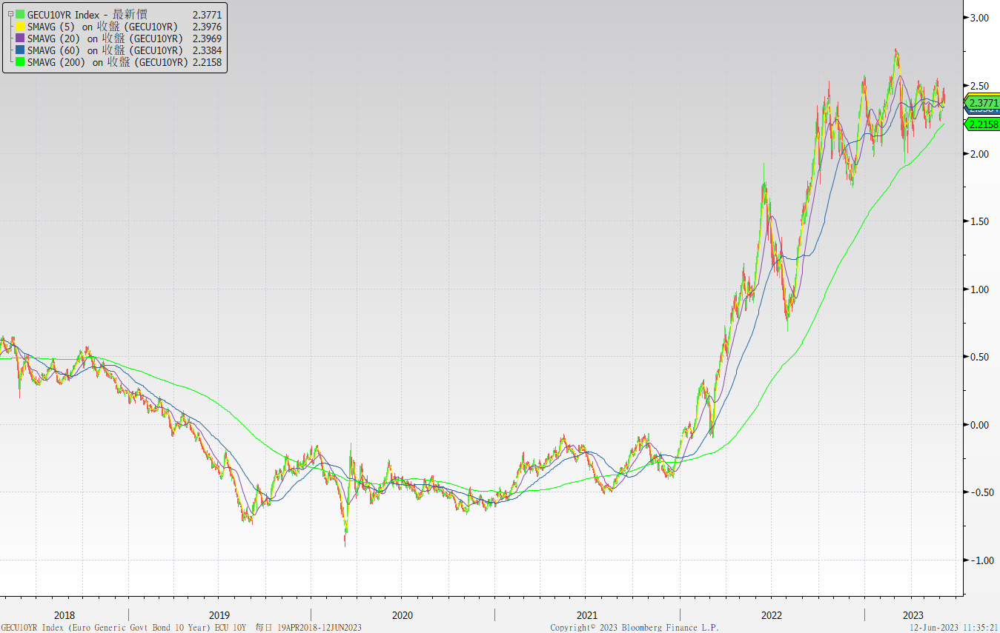 GECU10YR Index - 最新價 2.3771
SMAVG (5) on 收盤 (GECU10YR) 2.3976
SMAVG (20) on 收盤 (GECU10YR) 2.3969
SMAVG (60) on 收盤 (GECU10YR) 2.3384
SMAVG (200) on 收盤 (GECU10YR) 2.2158
3.00
2.50
2.3771
2.2158
2.00
1.50
1.00
0.50
0.00
-0.50
-1.00
2018 2019 2020 2021 2022 2023
GECU10YR Index (Euro Generic Govt Bond 10 Year) ECU 10Y 每日 19APR2018-12JUN2023 Copyright© 2023 Bloomberg Finance L.P. 12-Jun-2023 11:35:21